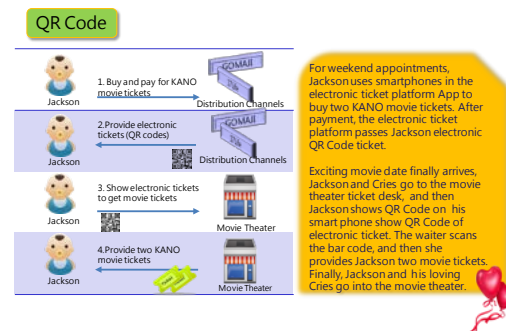 QR Code
1. Buy and pay for KANO
movie tickets
Jackson
GOMAJI
Distribution Channels
2.Provide electronic
tickets (QR codes)
Jackson
GOMAJI
Distribution Channels
3. Show electronic tickets
to get movie tickets
Jackson
Movie Theater
4.Provide two KANO
movie tickets
Jackson
Movie Theater
For weekend appointments,
Jackson uses smartphones in the
electronic ticket platform App to
buy two KANO movie tickets. After
payment, the electronic ticket
platform passes Jackson electronic
QR Code ticket.
Exciting movie date finally arrives,
Jackson and Cries go to the movie
theater ticket desk, and then
Jackson shows QR Code on his
smart phone show QR Code of
electronic ticket. The waiter scans
the bar code, and then she
provides Jackson two movie tickets.
Finally, Jackson and his loving
Cries go into the movie theater.